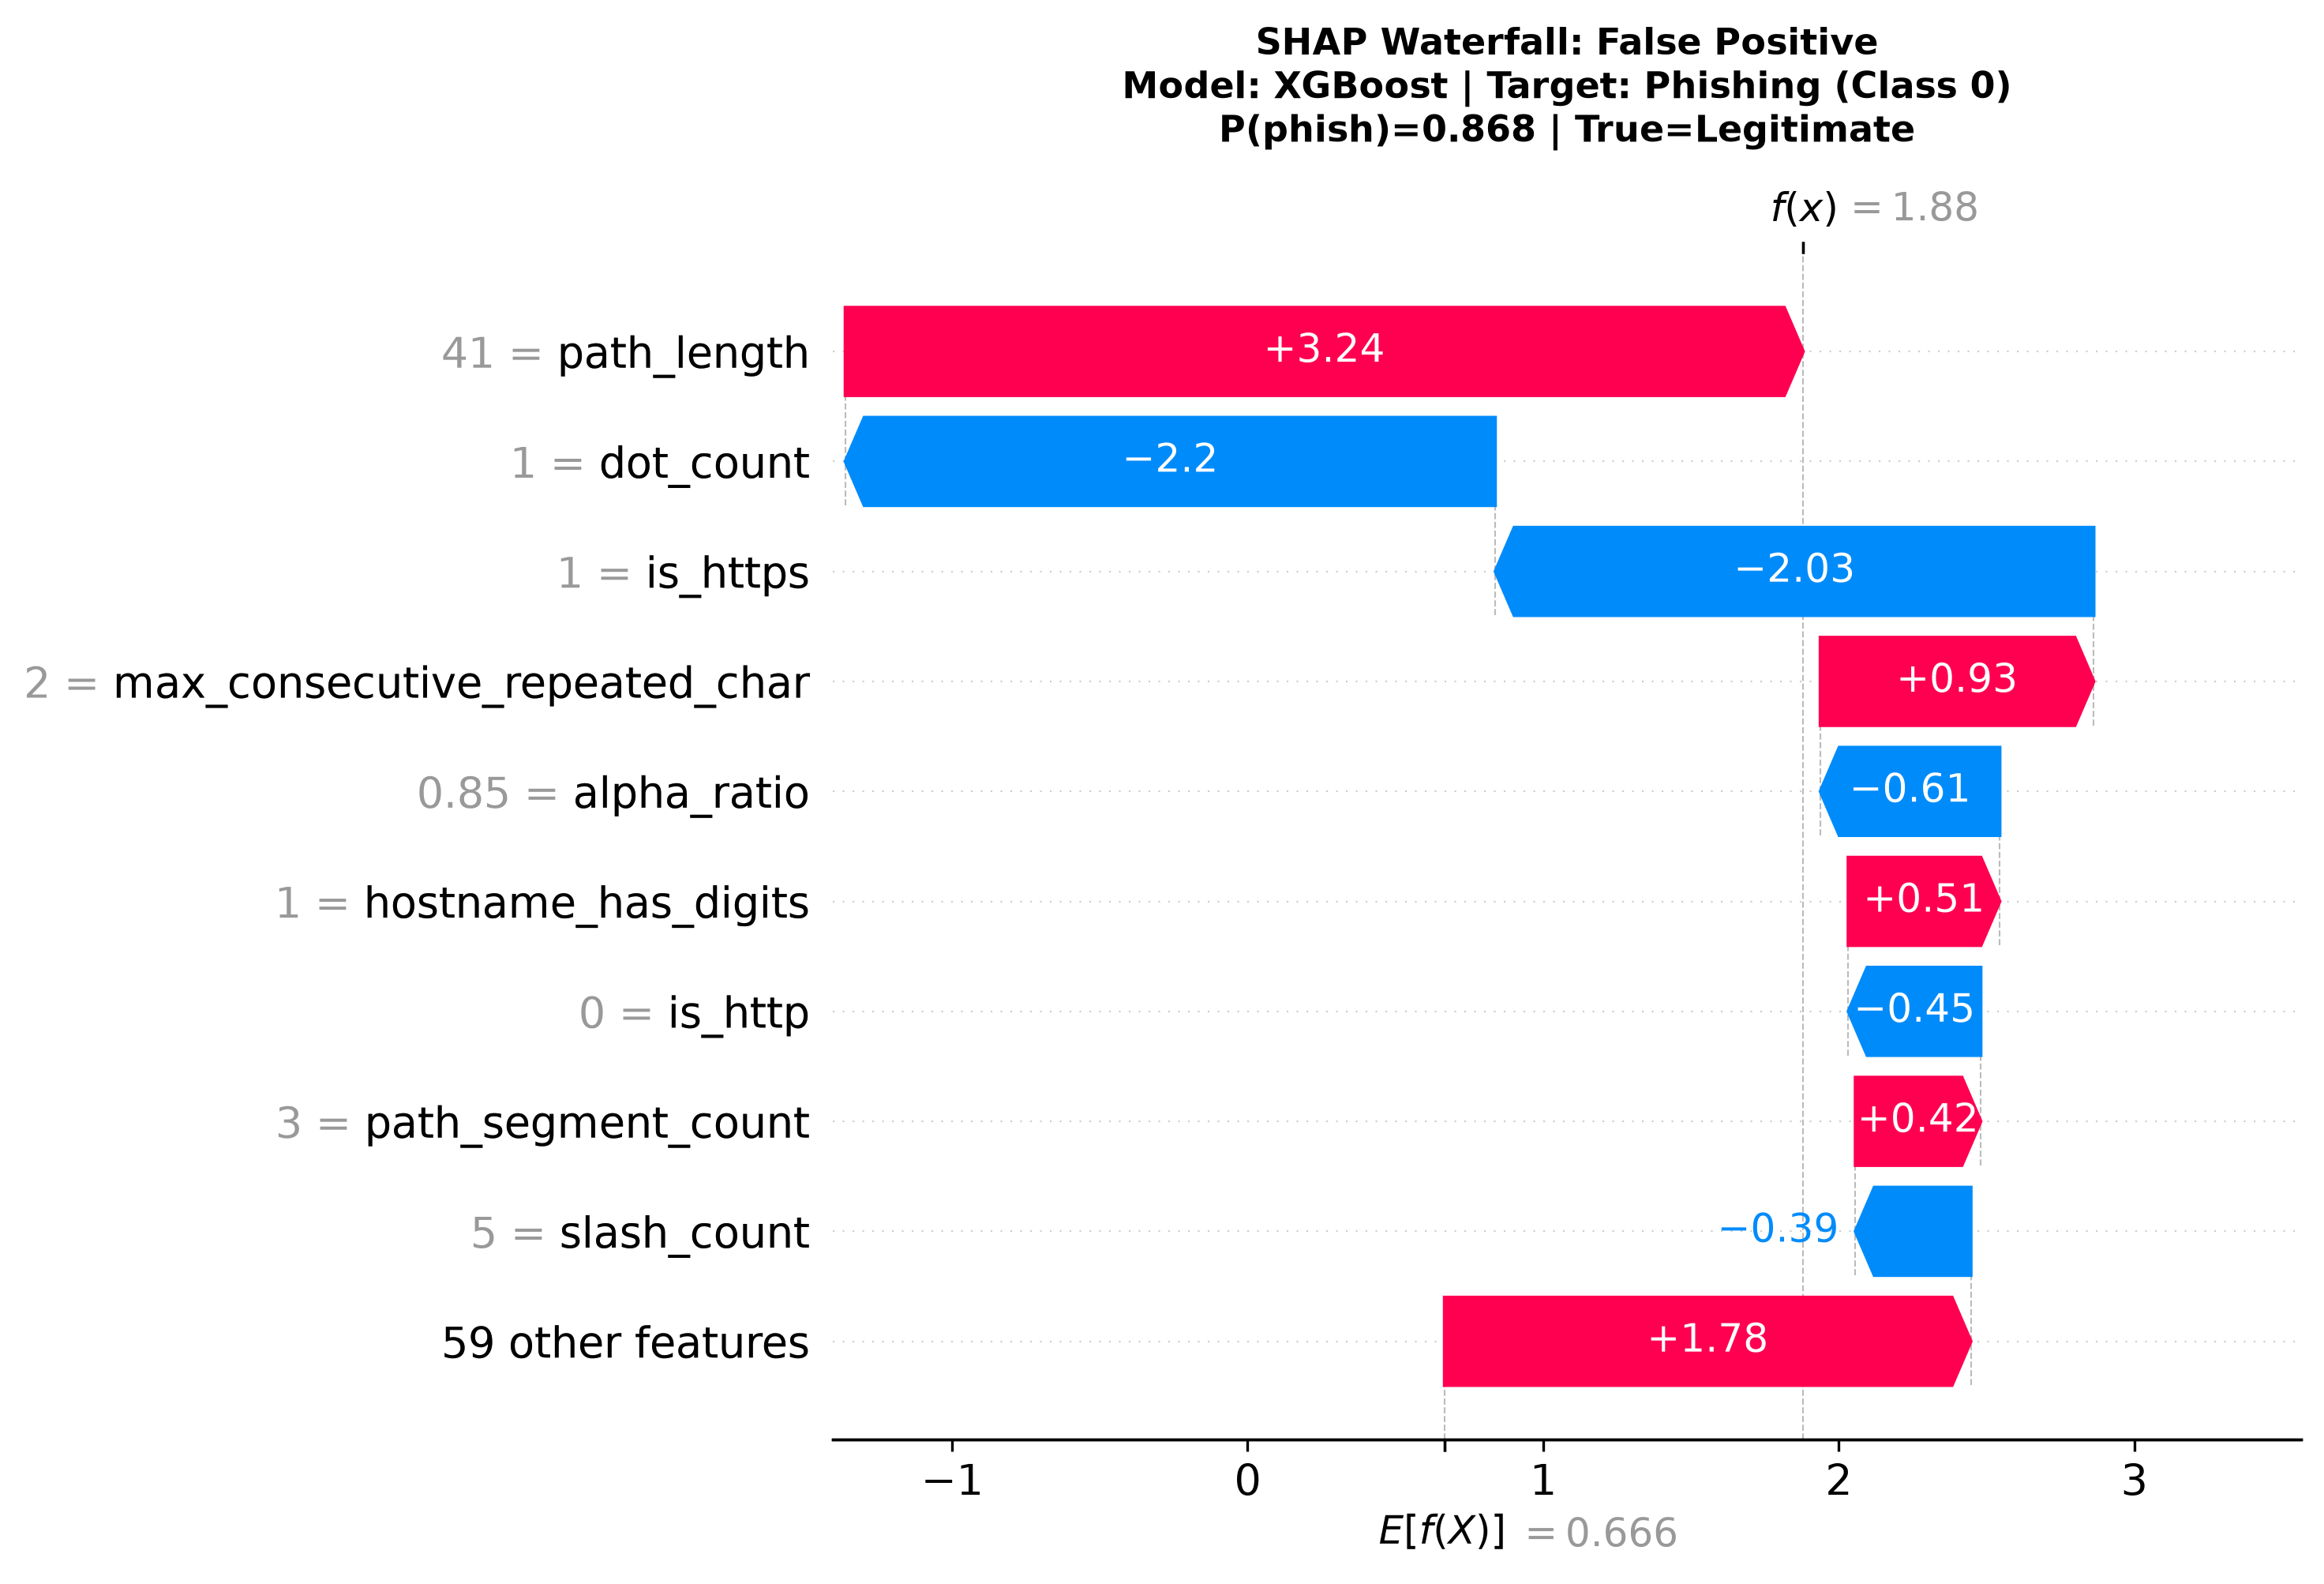 SHAP Waterfall: False Positive
Model: XGBoost | Target: Phishing (Class 0)
P(phish)=0.868 | True=Legitimate
f(x) = 1.88
41 = path_length
+3.24
1 = dot_count
−2.2
1 = is_https
−2.03
2 = max_consecutive_repeated_char
+0.93
0.85 = alpha_ratio
−0.61
1 = hostname_has_digits
+0.51
0 = is_http
−0.45
3 = path_segment_count
+0.42
5 = slash_count
−0.39
59 other features
+1.78
−1 0 1 2 3
E[f(X)] = 0.666